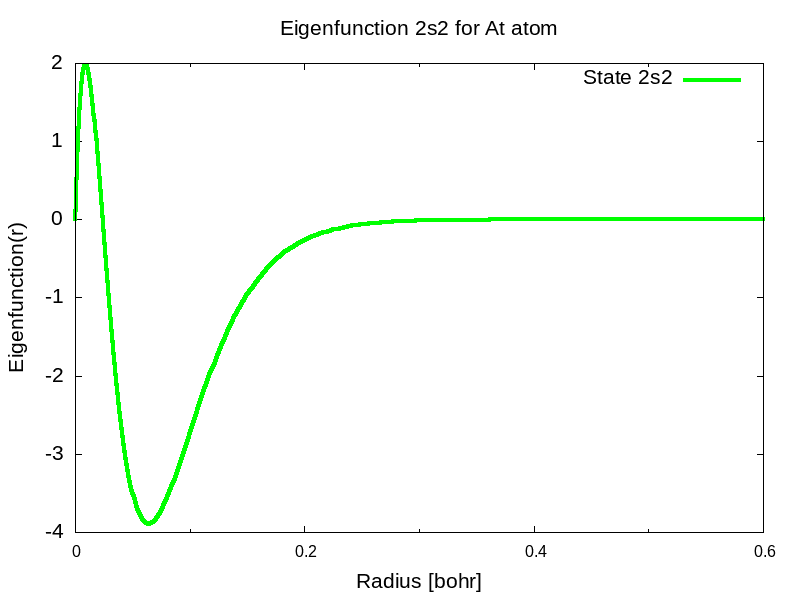 Eigenfunction 2s2 for At atom
State 2s2
2
1
0
-1
-2
-3
-4
Eigenfunction(r)
0 0.2 0.4 0.6
Radius [bohr]